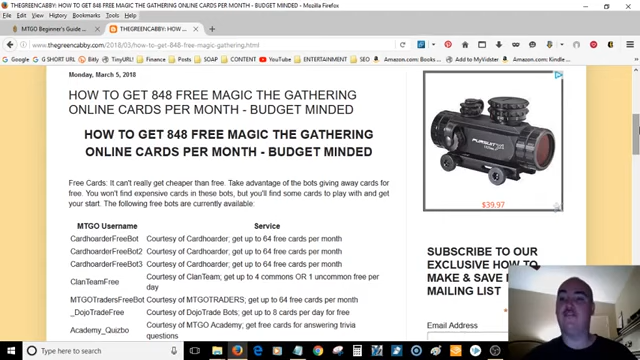 THEGREENCABBY: HOW TO GET 848 FREE MAGIC THE GATHERING ONLINE CARDS PER MONTH - BUDGET MINDED - Mozilla Firefox
File Edit View History Bookmarks Tools Help
MTGO Beginner's Guide
THEGREENCABBY: HOW T
thegreencabby.com/2018/03/how-to-get-848-free-magic-gathering.html
90%
Search
Google
G SHORT URL
Bitly
TinyURL
SOAP
YouTube
ENTERTAINMENT
SEO
Amazon.com: Books
Add to MyVidster
Amazon.com: Kindle
Monday, March 5, 2018
HOW TO GET 848 FREE MAGIC THE GATHERING
ONLINE CARDS PER MONTH - BUDGET MINDED
HOW TO GET 848 FREE MAGIC THE GATHERING
ONLINE CARDS PER MONTH - BUDGET MINDED
Free Cards: It can't really get cheaper than free. Take advantage of the bots giving away cards for
free. You won't find expensive cards in these bots, but you'll find some cards to play with and get
your start. The following free bots are currently available:
MTGO Username Service
CardhoarderFreeBot Courtesy of Cardhoarder; get up to 64 free cards per month
CardhoarderFreeBot2 Courtesy of Cardhoarder; get up to 64 free cards per month
CardhoarderFreeBot3 Courtesy of Cardhoarder; get up to 64 free cards per month
ClanTeamFree Courtesy of ClanTeam; get up to 4 commons OR 1 uncommon free per
day
MTGOTradersFreeBot Courtesy of MTGOTRADERS; get up to 64 free cards per month
_DojoTradeFree Courtesy of DojoTrade Bots; get up to 8 cards per day for free
Academy_Quizbo Courtesy of MTGO Academy; get free cards for answering trivia
questions
PURSUIT
$39.97
SUBSCRIBE TO OUR
EXCLUSIVE HOW TO
MAKE & SAVE
MAILING LIST
Email Address
Type here to search